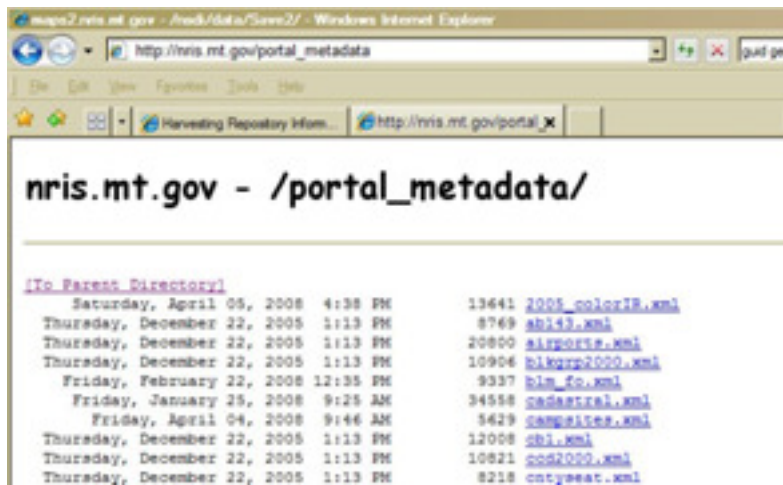 maps2.nris.mt.gov - /nodi/data/Save2/ - Windows Internet Explorer
http://nris.mt.gov/portal_metadata
File Edit View Favorites Tools Help
Harvesting Repository Inform... http://nris.mt.gov/portal_
nris.mt.gov - /portal_metadata/
[To Parent Directory]
Saturday, April 05, 2008 4:38 PM 13641 2005_colorIR.xml
Thursday, December 22, 2005 1:13 PM 8769 ab143.xml
Thursday, December 22, 2005 1:13 PM 20800 airports.xml
Thursday, December 22, 2005 1:13 PM 10906 blkgrp2000.xml
Friday, February 22, 2008 12:35 PM 9337 blm_fo.xml
Friday, January 25, 2008 9:25 AM 34558 cadastral.xml
Friday, April 04, 2008 9:46 AM 5629 campsites.xml
Thursday, December 22, 2005 1:13 PM 12008 cb1.xml
Thursday, December 22, 2005 1:13 PM 10821 ccd2000.xml
Thursday, December 22, 2005 1:13 PM 8218 cntyseat.xml